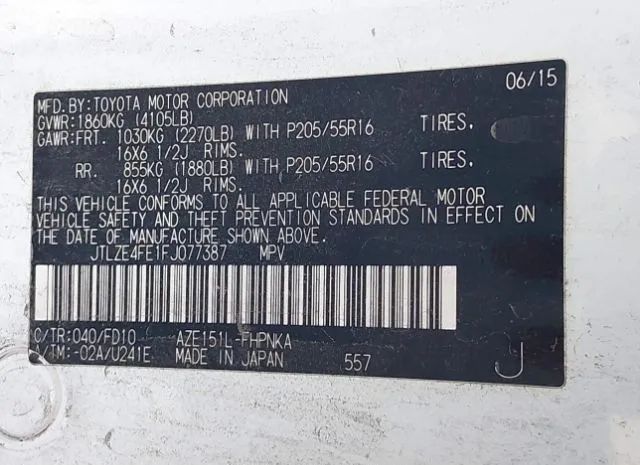 06/15
MFD.BY:TOYOTA MOTOR CORPORATION
GVWR:1860KG (4105LB)
GAWR:FRT. 1030KG (2270LB) WITH P205/55R16 TIRES,
16X6 1/2J RIMS.
RR. 855KG (1880LB) WITH P205/55R16 TIRES,
16X6 1/2J RIMS.
THIS VEHICLE CONFORMS TO ALL APPLICABLE FEDERAL MOTOR
VEHICLE SAFETY AND THEFT PREVENTION STANDARDS IN EFFECT ON
THE DATE OF MANUFACTURE SHOWN ABOVE.
JTLZE4FE1FJ077387 MPV
C/TR:040/FD10 AZE151L-FHPNKA
/TM:-02A/U241E MADE IN JAPAN 557 J